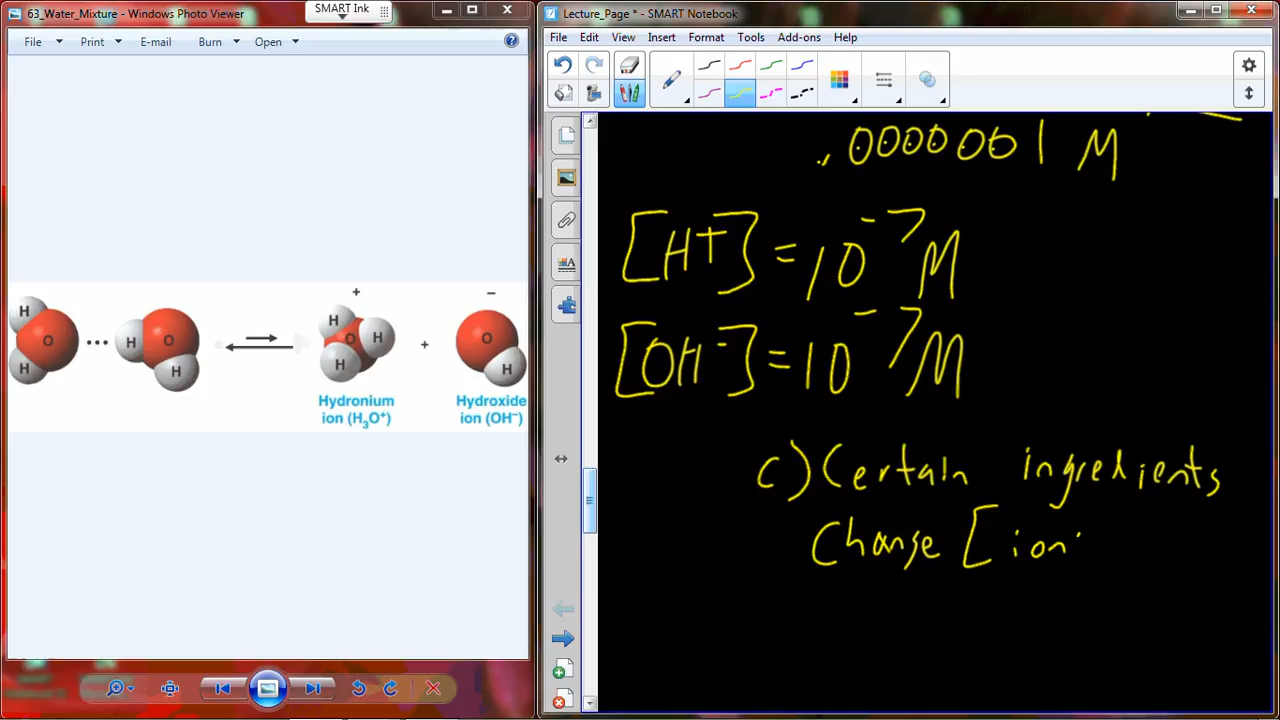 63_Water_Mixture - Windows Photo Viewer
SMART Ink
File Print E-mail Burn Open
H
O
H
H
O
H
+
H
O
H
H
+
−
O
H
Hydronium
ion (H₃O⁺)
Hydroxide
ion (OH⁻)
Lecture_Page * - SMART Notebook
File Edit View Insert Format Tools Add-ons Help
.0000001 M
[H+] = 10⁻⁷ M
[OH⁻] = 10⁻⁷ M
c) Certain ingredients
Change [ion